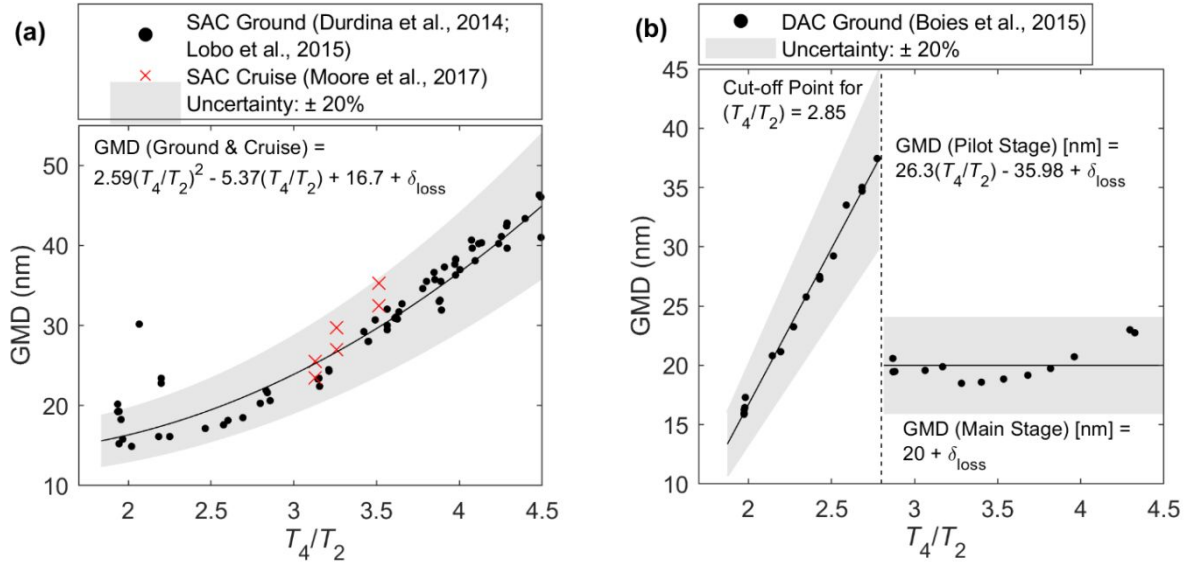 (a)
SAC Ground (Durdina et al., 2014;
Lobo et al., 2015)
SAC Cruise (Moore et al., 2017)
Uncertainty: ± 20%
GMD (Ground & Cruise) =
2.59(T₄/T₂)² - 5.37(T₄/T₂) + 16.7 + δ_loss
50
40
30
20
10
GMD (nm)
2 2.5 3 3.5 4 4.5
T₄/T₂
(b)
DAC Ground (Boies et al., 2015)
Uncertainty: ± 20%
Cut-off Point for
(T₄/T₂) = 2.85
GMD (Pilot Stage) [nm] =
26.3(T₄/T₂) - 35.98 + δ_loss
GMD (Main Stage) [nm] =
20 + δ_loss
45
40
35
30
25
20
15
10
GMD (nm)
2 2.5 3 3.5 4 4.5
T₄/T₂